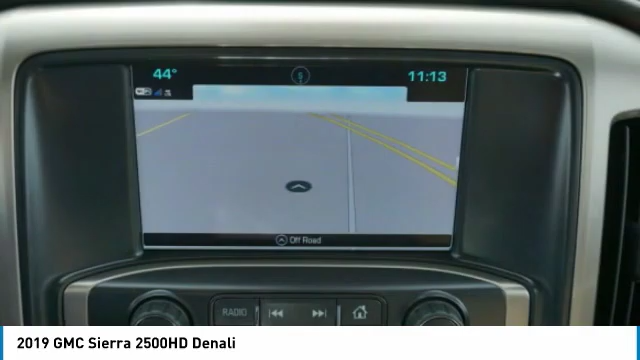 44°
S
11:13
Off Road
RADIO
2019 GMC Sierra 2500HD Denali